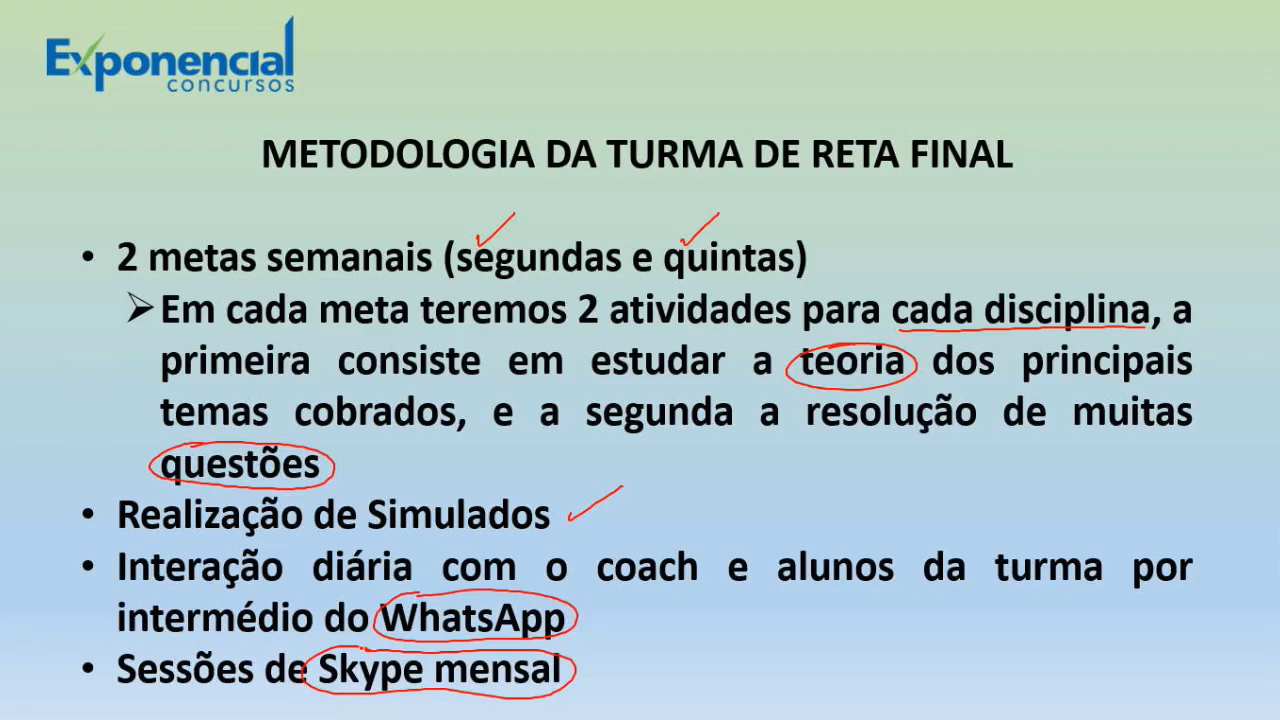 Exponencial
concursos
METODOLOGIA DA TURMA DE RETA FINAL
• 2 metas semanais (segundas e quintas)
➢ Em cada meta teremos 2 atividades para cada disciplina, a
primeira consiste em estudar a teoria dos principais
temas cobrados, e a segunda a resolução de muitas
questões
• Realização de Simulados
• Interação diária com o coach e alunos da turma por
intermédio do WhatsApp
• Sessões de Skype mensal